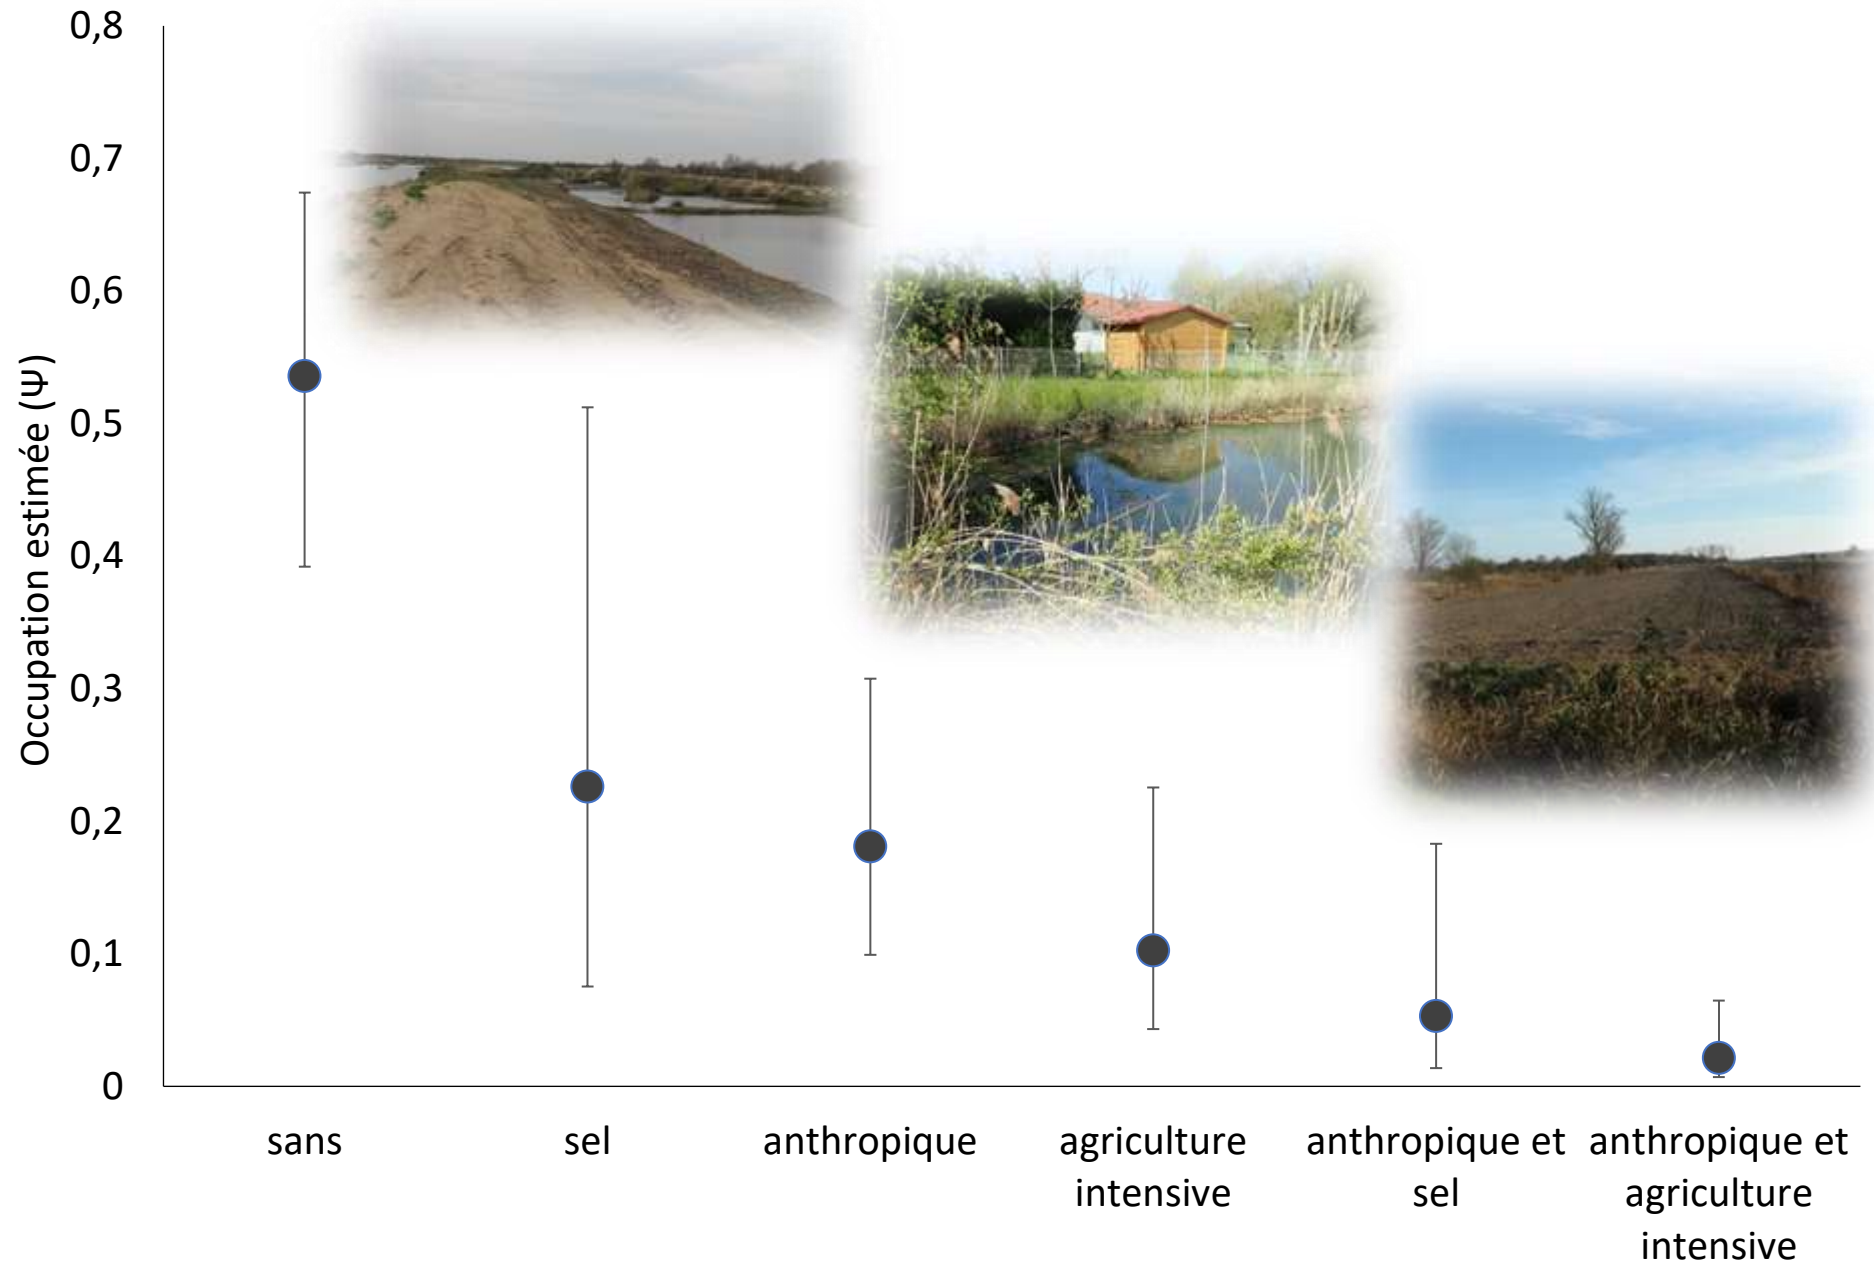 0,8
0,7
0,6
0,5
0,4
0,3
0,2
0,1
0
Occupation estimée (Ψ)
sans
sel
anthropique
agriculture
intensive
anthropique et
sel
anthropique et
agriculture
intensive